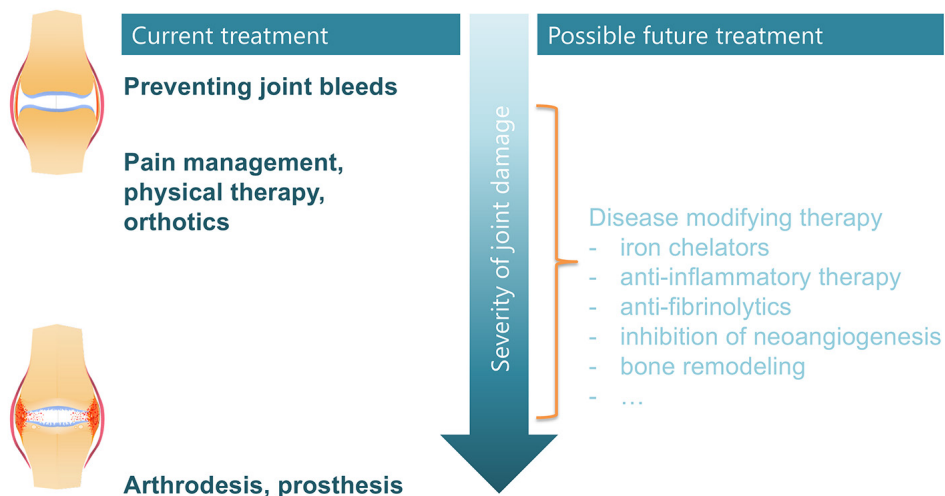 Current treatment
Possible future treatment
Preventing joint bleeds
Pain management,
physical therapy,
orthotics
Arthrodesis, prosthesis
Severity of joint damage
Disease modifying therapy
- iron chelators
- anti-inflammatory therapy
- anti-fibrinolytics
- inhibition of neoangiogenesis
- bone remodeling
- ...